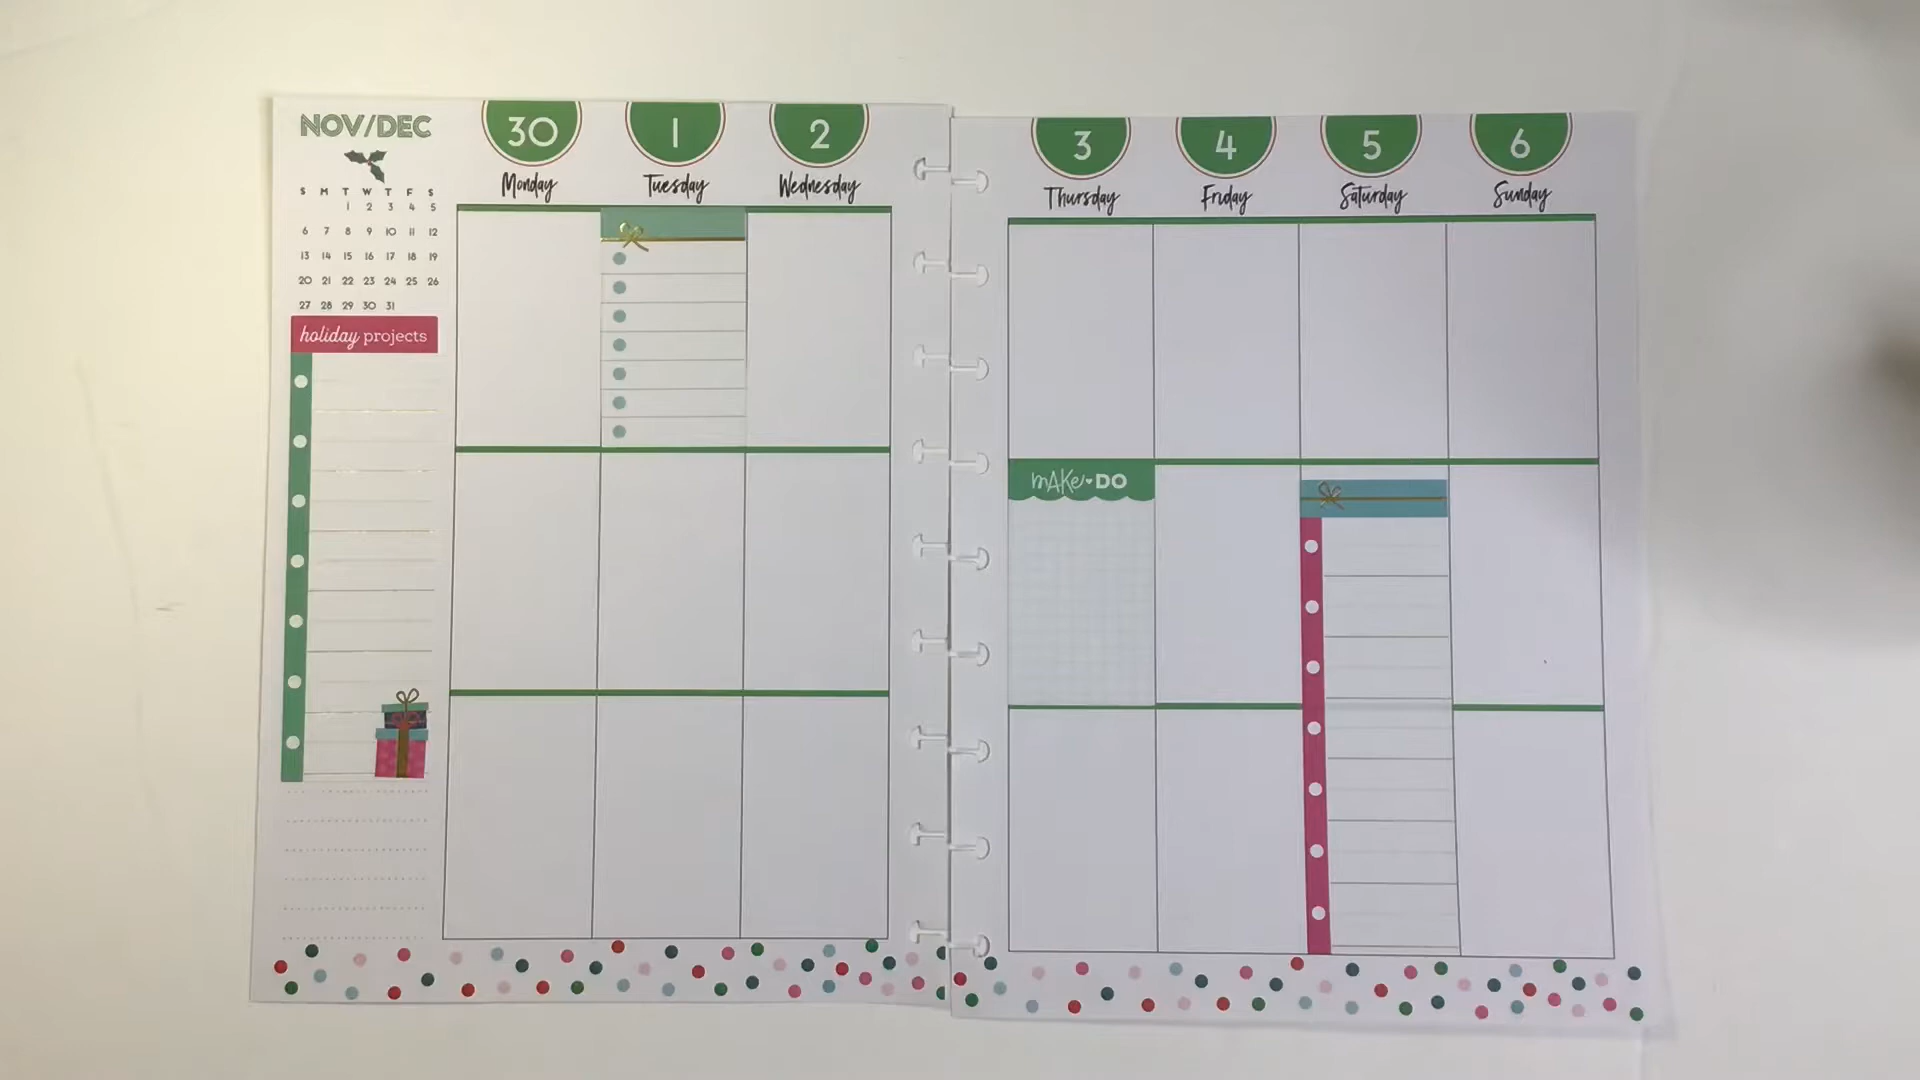 NOV/DEC
S M T W T F S
1 2 3 4 5
6 7 8 9 10 11 12
13 14 15 16 17 18 19
20 21 22 23 24 25 26
27 28 29 30 31
holiday projects
30 1 2
Monday Tuesday Wednesday
3 4 5 6
Thursday Friday Saturday Sunday
mAKe DO